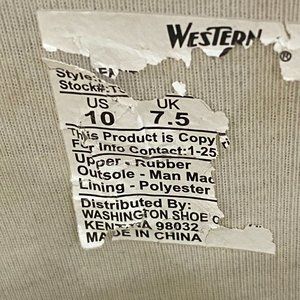 WESTERN
®
Style:
Stock#:T
US UK
10 7.5
This Product is Copy
For Info Contact:1-25
Upper - Rubber
Outsole - Man Mad
Lining - Polyester
Distributed By:
WASHINGTON SHOE C
KENT WA 98032
MADE IN CHINA